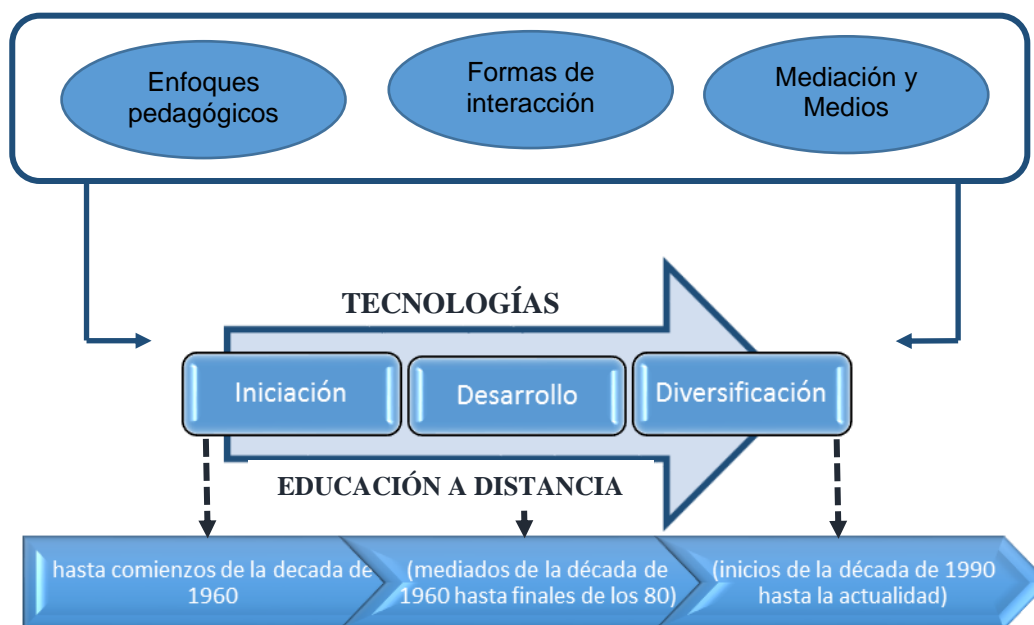 Enfoques
pedagógicos
Formas de
interacción
Mediación y
Medios
TECNOLOGÍAS
Iniciación
Desarrollo
Diversificación
EDUCACIÓN A DISTANCIA
hasta comienzos de la decada de
1960
(mediados de la década de
1960 hasta finales de los 80)
(inicios de la década de 1990
hasta la actualidad)